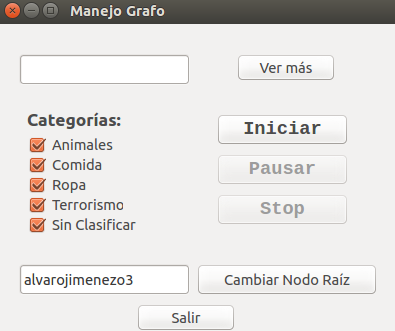 Manejo Grafo
Ver más
Categorías:
Animales
Comida
Ropa
Terrorismo
Sin Clasificar
Iniciar
Pausar
Stop
alvarojimenezo3
Cambiar Nodo Raíz
Salir